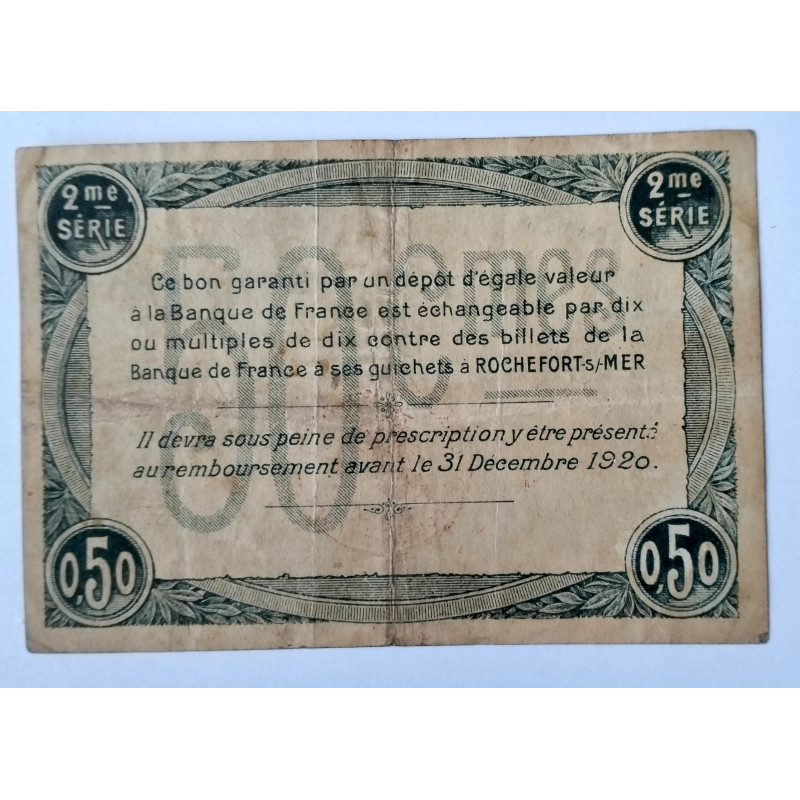 2me SÉRIE
2me SÉRIE
50 cmes
Ce bon garanti par un dépôt d'égale valeur
à la Banque de France est échangeable par dix
ou multiples de dix contre des billets de la
Banque de France à ses guichets à ROCHEFORT-s/-MER
Il devra sous peine de prescription y être présenté
au remboursement avant le 31 Décembre 1920.
0,50
0,50